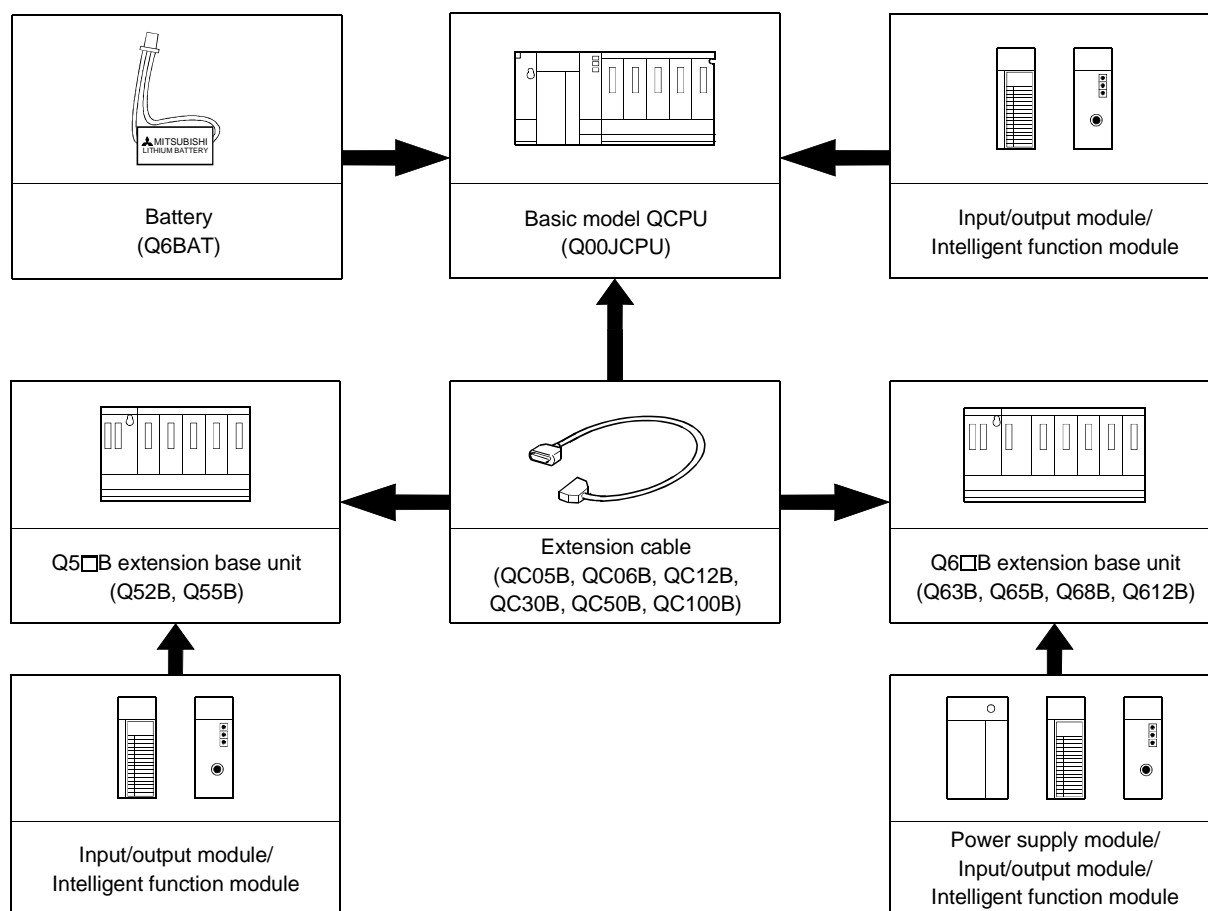 MITSUBISHI
LITHIUM BATTERY
Battery
(Q6BAT)
Basic model QCPU
(Q00JCPU)
Input/output module/
Intelligent function module
Q5□B extension base unit
(Q52B, Q55B)
Extension cable
(QC05B, QC06B, QC12B,
QC30B, QC50B, QC100B)
Q6□B extension base unit
(Q63B, Q65B, Q68B, Q612B)
Input/output module/
Intelligent function module
Power supply module/
Input/output module/
Intelligent function module